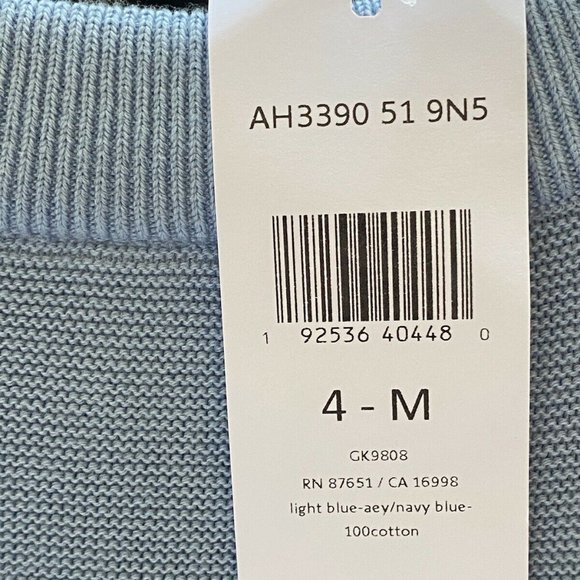 AH3390 51 9N5
1 92536 40448 0
4 - M
GK9808
RN 87651 / CA 16998
light blue-aey/navy blue-
100cotton